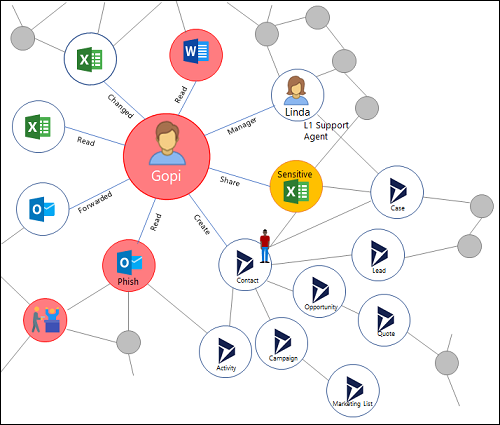 W
X
Read
Changed
Linda
Manager
L1 Support
Agent
X
Read
Gopi
Share
Sensitive
X
Case
O
Forwarded
Read
Create
Phish
Contact
Lead
Opportunity
Quote
Activity
Campaign
Marketing List